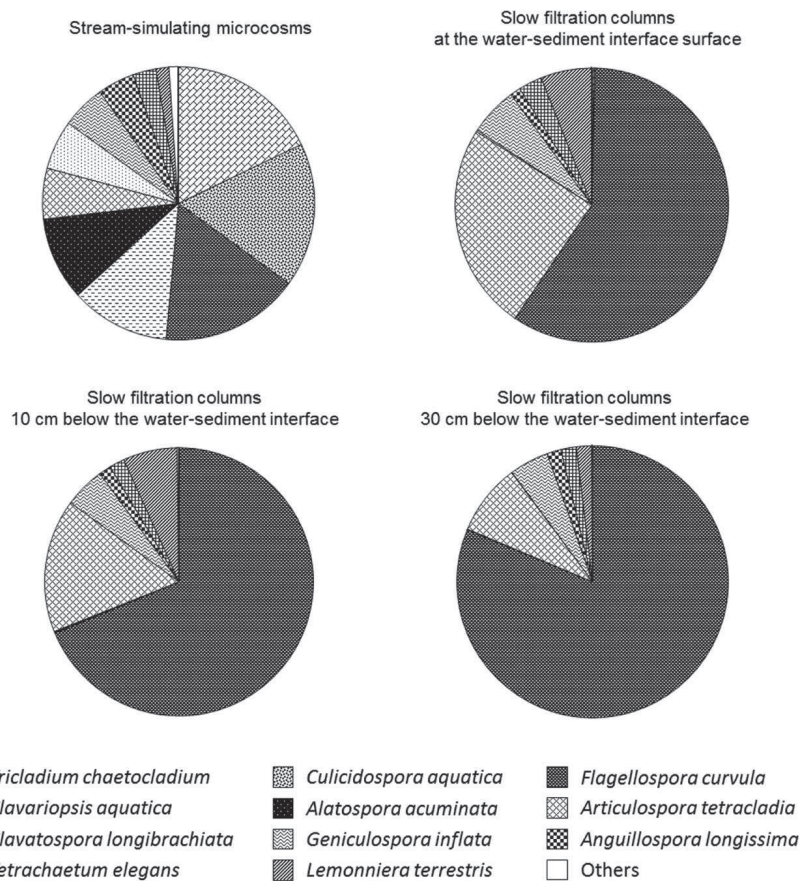 Stream-simulating microcosms
Slow filtration columns
at the water-sediment interface surface
Slow filtration columns
10 cm below the water-sediment interface
Slow filtration columns
30 cm below the water-sediment interface
ricladium chaetocladium
Culicidospora aquatica
Flagellospora curvula
lavariopsis aquatica
Alatospora acuminata
Articulospora tetracladia
lavatospora longibrachiata
Geniculospora inflata
Anguillospora longissima
etrachaetum elegans
Lemonniera terrestris
Others